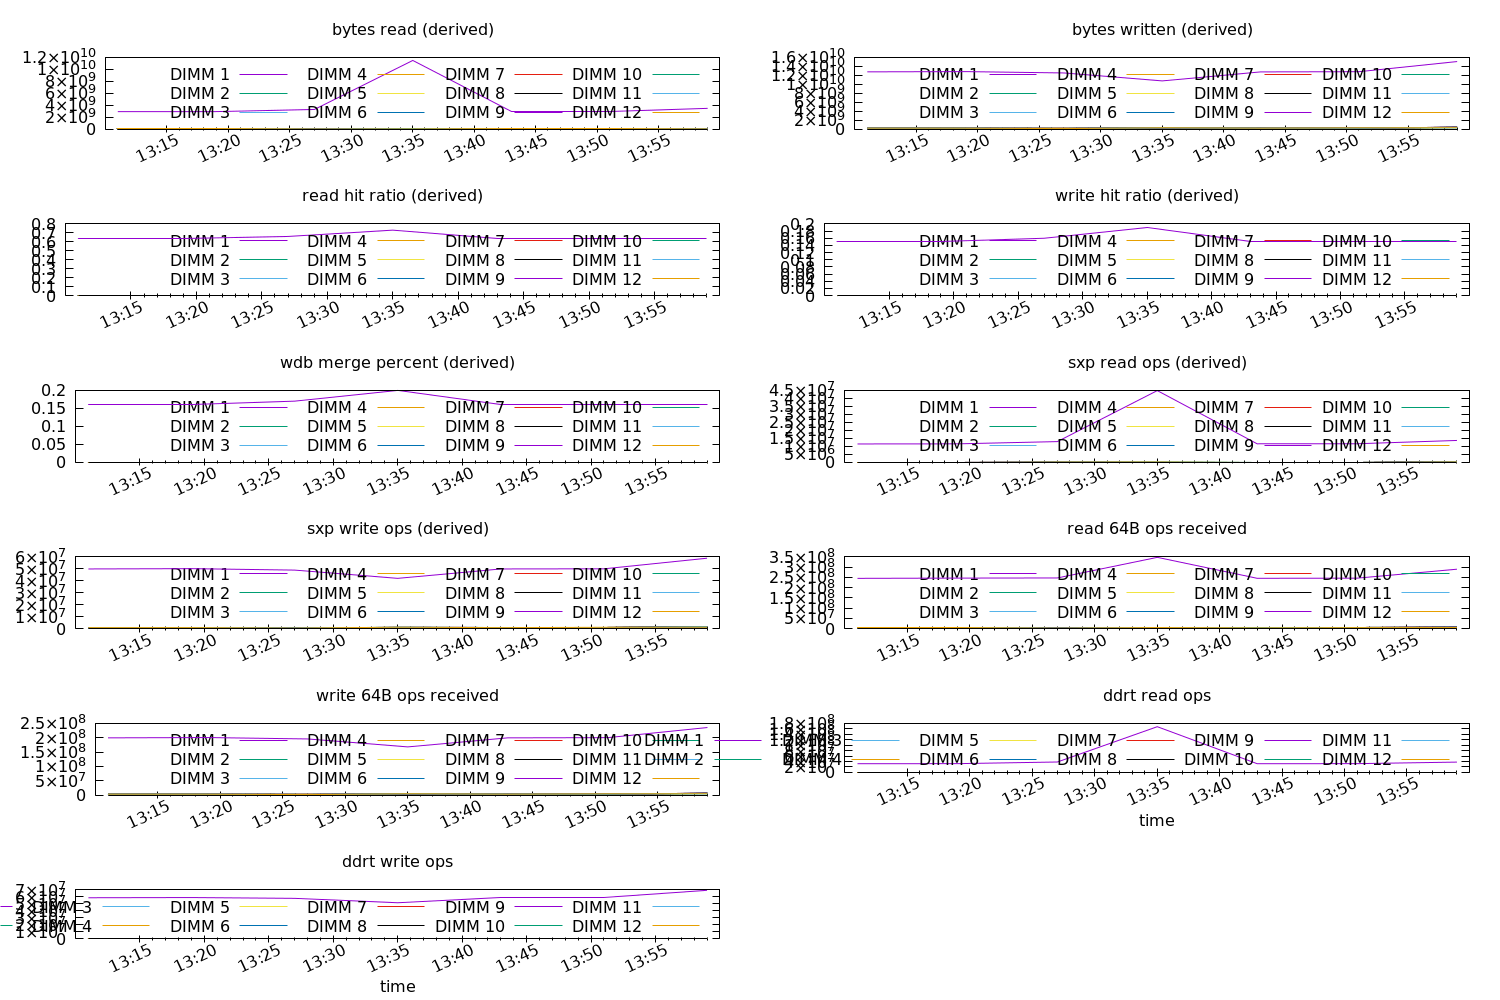 bytes read (derived)
1.2×10^10
1×10^10
8×10^9
6×10^9
4×10^9
2×10^9
0
DIMM 1 DIMM 4 DIMM 7 DIMM 10
DIMM 2 DIMM 5 DIMM 8 DIMM 11
DIMM 3 DIMM 6 DIMM 9 DIMM 12
13:15 13:20 13:25 13:30 13:35 13:40 13:45 13:50 13:55
bytes written (derived)
1.6×10^10
1.4×10^10
1.2×10^10
1×10^10
8×10^9
6×10^9
4×10^9
2×10^9
0
DIMM 1 DIMM 4 DIMM 7 DIMM 10
DIMM 2 DIMM 5 DIMM 8 DIMM 11
DIMM 3 DIMM 6 DIMM 9 DIMM 12
13:15 13:20 13:25 13:30 13:35 13:40 13:45 13:50 13:55
read hit ratio (derived)
0.8
0.7
0.6
0.5
0.4
0.3
0.2
0.1
0
DIMM 1 DIMM 4 DIMM 7 DIMM 10
DIMM 2 DIMM 5 DIMM 8 DIMM 11
DIMM 3 DIMM 6 DIMM 9 DIMM 12
13:15 13:20 13:25 13:30 13:35 13:40 13:45 13:50 13:55
write hit ratio (derived)
0.2
0.18
0.16
0.14
0.12
0.1
0.08
0.06
0.04
0.02
0
DIMM 1 DIMM 4 DIMM 7 DIMM 10
DIMM 2 DIMM 5 DIMM 8 DIMM 11
DIMM 3 DIMM 6 DIMM 9 DIMM 12
13:15 13:20 13:25 13:30 13:35 13:40 13:45 13:50 13:55
wdb merge percent (derived)
0.2
0.15
0.1
0.05
0
DIMM 1 DIMM 4 DIMM 7 DIMM 10
DIMM 2 DIMM 5 DIMM 8 DIMM 11
DIMM 3 DIMM 6 DIMM 9 DIMM 12
13:15 13:20 13:25 13:30 13:35 13:40 13:45 13:50 13:55
sxp read ops (derived)
4.5×10^7
4×10^7
3.5×10^7
3×10^7
2.5×10^7
2×10^7
1.5×10^7
1×10^7
5×10^6
0
DIMM 1 DIMM 4 DIMM 7 DIMM 10
DIMM 2 DIMM 5 DIMM 8 DIMM 11
DIMM 3 DIMM 6 DIMM 9 DIMM 12
13:15 13:20 13:25 13:30 13:35 13:40 13:45 13:50 13:55
sxp write ops (derived)
6×10^7
5×10^7
4×10^7
3×10^7
2×10^7
1×10^7
0
DIMM 1 DIMM 4 DIMM 7 DIMM 10
DIMM 2 DIMM 5 DIMM 8 DIMM 11
DIMM 3 DIMM 6 DIMM 9 DIMM 12
13:15 13:20 13:25 13:30 13:35 13:40 13:45 13:50 13:55
read 64B ops received
3.5×10^8
3×10^8
2.5×10^8
2×10^8
1.5×10^8
1×10^8
5×10^7
0
DIMM 1 DIMM 4 DIMM 7 DIMM 10
DIMM 2 DIMM 5 DIMM 8 DIMM 11
DIMM 3 DIMM 6 DIMM 9 DIMM 12
13:15 13:20 13:25 13:30 13:35 13:40 13:45 13:50 13:55
write 64B ops received
2.5×10^8
2×10^8
1.5×10^8
1×10^8
5×10^7
0
DIMM 1 DIMM 4 DIMM 7 DIMM 10
DIMM 2 DIMM 5 DIMM 8 DIMM 11
DIMM 3 DIMM 6 DIMM 9 DIMM 12
13:15 13:20 13:25 13:30 13:35 13:40 13:45 13:50 13:55
ddrt read ops
1.8×10^8
2×10^7
0
DIMM 1 DIMM 3 DIMM 5 DIMM 7 DIMM 9 DIMM 11
DIMM 2 DIMM 4 DIMM 6 DIMM 8 DIMM 10 DIMM 12
13:15 13:20 13:25 13:30 13:35 13:40 13:45 13:50 13:55
time
ddrt write ops
7×10^7
6×10^7
1×10^7
0
DIMM 3 DIMM 5 DIMM 7 DIMM 9 DIMM 11
DIMM 4 DIMM 6 DIMM 8 DIMM 10 DIMM 12
13:15 13:20 13:25 13:30 13:35 13:40 13:45 13:50 13:55
time